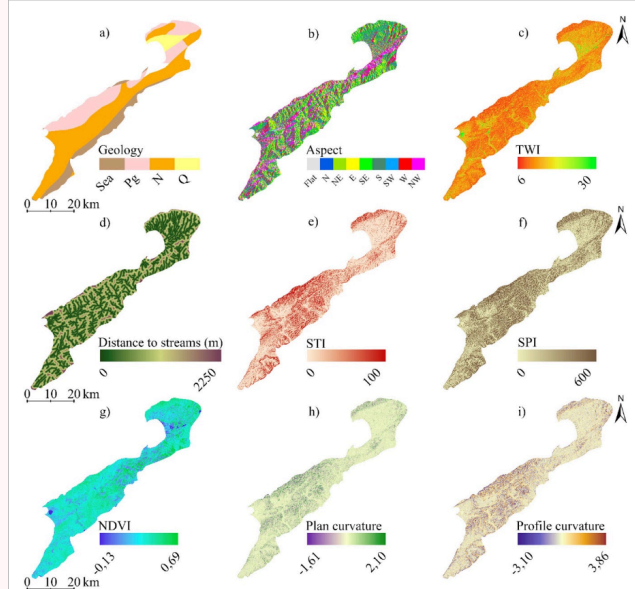 a)
b)
c)
N
Geology
Sea Pg N Q
Aspect
Flat N NE E SE S SW W NW
TWI
6 30
0 10 20 km
d)
e)
f)
N
Distance to streams (m)
0 2250
STI
0 100
SPI
0 600
0 10 20 km
g)
h)
i)
N
NDVI
-0,13 0,69
Plan curvature
-1,61 2,10
Profile curvature
-3,10 3,86
0 10 20 km